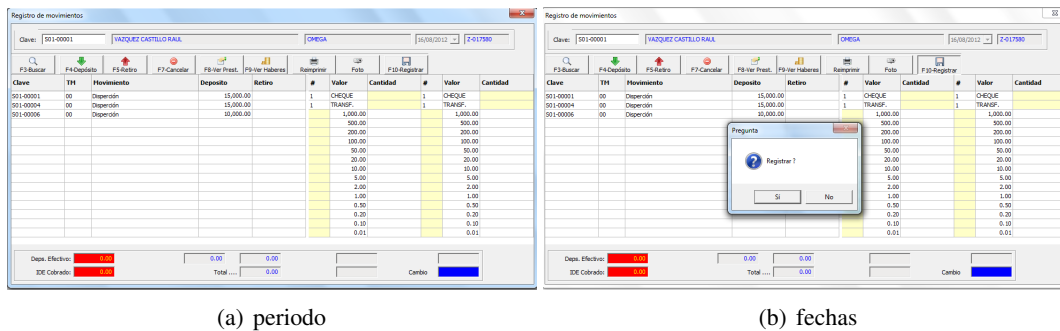 Registro de movimientos
Clave: S01-00001 VAZQUEZ CASTILLO RAUL OMEGA 16/08/2012 Z-017580
F3-Buscar F4-Depósito F5-Retiro F7-Cancelar F8-Ver Prest. F9-Ver Haberes Reimprimir Foto F10-Registrar
Clave TM Movimiento Deposito Retiro # Valor Cantidad # Valor Cantidad
S01-00001 00 Disperción 15,000.00 1 CHEQUE 1 CHEQUE
S01-00004 00 Disperción 15,000.00 1 TRANSF. 1 TRANSF.
S01-00006 00 Disperción 10,000.00 1,000.00 1,000.00
500.00 500.00
200.00 200.00
100.00 100.00
50.00 50.00
20.00 20.00
10.00 10.00
5.00 5.00
2.00 2.00
1.00 1.00
0.50 0.50
0.20 0.20
0.10 0.10
0.01 0.01
Deps. Efectivo: 0.00 0.00 0.00
IDE Cobrado: 0.00 Total .... 0.00 Cambio
(a) periodo
Registro de movimientos
Clave: S01-00001 VAZQUEZ CASTILLO RAUL OMEGA 16/08/2012 Z-017580
F3-Buscar F4-Depósito F5-Retiro F7-Cancelar F8-Ver Prest. F9-Ver Haberes Reimprimir Foto F10-Registrar
Clave TM Movimiento Deposito Retiro # Valor Cantidad # Valor Cantidad
S01-00001 00 Disperción 15,000.00 1 CHEQUE 1 CHEQUE
S01-00004 00 Disperción 15,000.00 1 TRANSF. 1 TRANSF.
S01-00006 00 Disperción 10,000.00 1,000.00 1,000.00
500.00 500.00
200.00 200.00
100.00 100.00
50.00 50.00
20.00 20.00
10.00 10.00
5.00 5.00
2.00 2.00
1.00 1.00
0.50 0.50
0.20 0.20
0.10 0.10
0.01 0.01
Pregunta
Registrar ?
Sí No
Deps. Efectivo: 0.00 0.00 0.00
IDE Cobrado: 0.00 Total .... 0.00 Cambio
(b) fechas